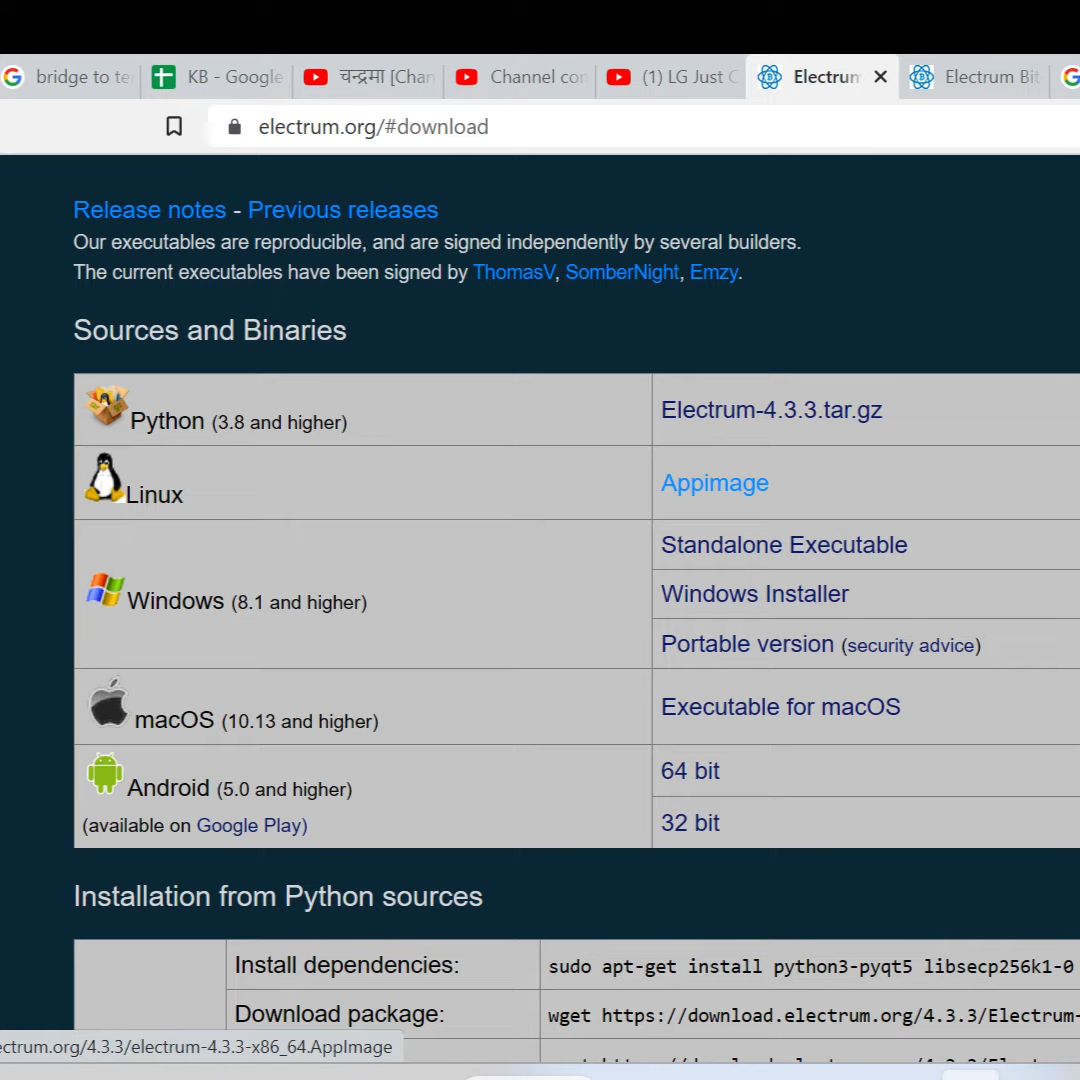 bridge to te
KB - Google
चन्द्रमा [Chan
Channel co
(1) LG Just C
Electrum
Electrum Bit
electrum.org/#download
Release notes - Previous releases
Our executables are reproducible, and are signed independently by several builders.
The current executables have been signed by ThomasV, SomberNight, Emzy.
Sources and Binaries
Python (3.8 and higher)
Electrum-4.3.3.tar.gz
Linux
Appimage
Windows (8.1 and higher)
Standalone Executable
Windows Installer
Portable version (security advice)
macOS (10.13 and higher)
Executable for macOS
Android (5.0 and higher)
(available on Google Play)
64 bit
32 bit
Installation from Python sources
Install dependencies:
sudo apt-get install python3-pyqt5 libsecp256k1-0
Download package:
wget https://download.electrum.org/4.3.3/Electrum-
ectrum.org/4.3.3/electrum-4.3.3-x86_64.AppImage